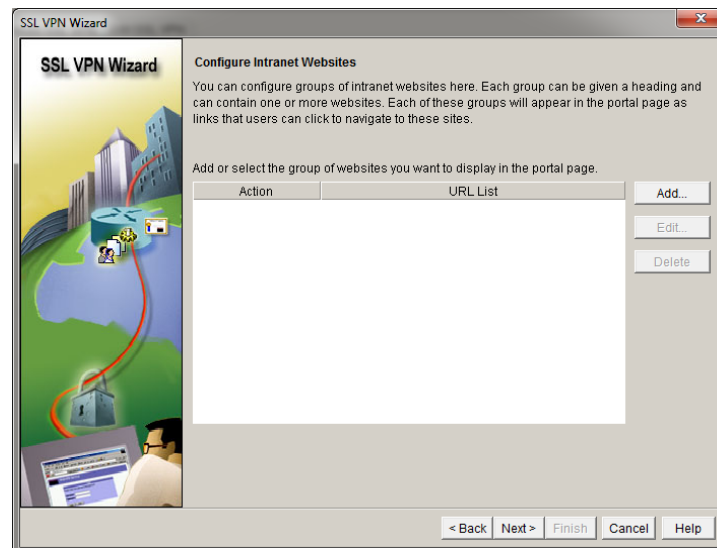 SSL VPN Wizard
SSL VPN Wizard
Configure Intranet Websites
You can configure groups of intranet websites here. Each group can be given a heading and
can contain one or more websites. Each of these groups will appear in the portal page as
links that users can click to navigate to these sites.
Add or select the group of websites you want to display in the portal page.
Action
URL List
Add...
Edit...
Delete
< Back
Next >
Finish
Cancel
Help